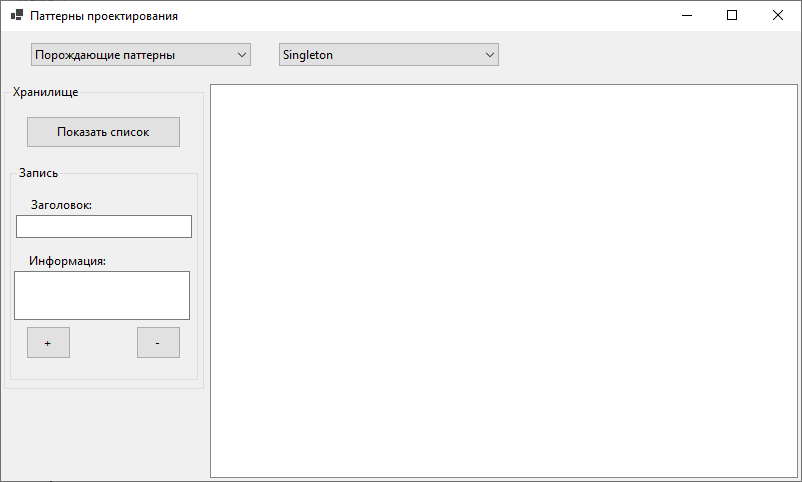 Паттерны проектирования
Порождающие паттерны
Singleton
Хранилище
Показать список
Запись
Заголовок:
Информация:
+
-